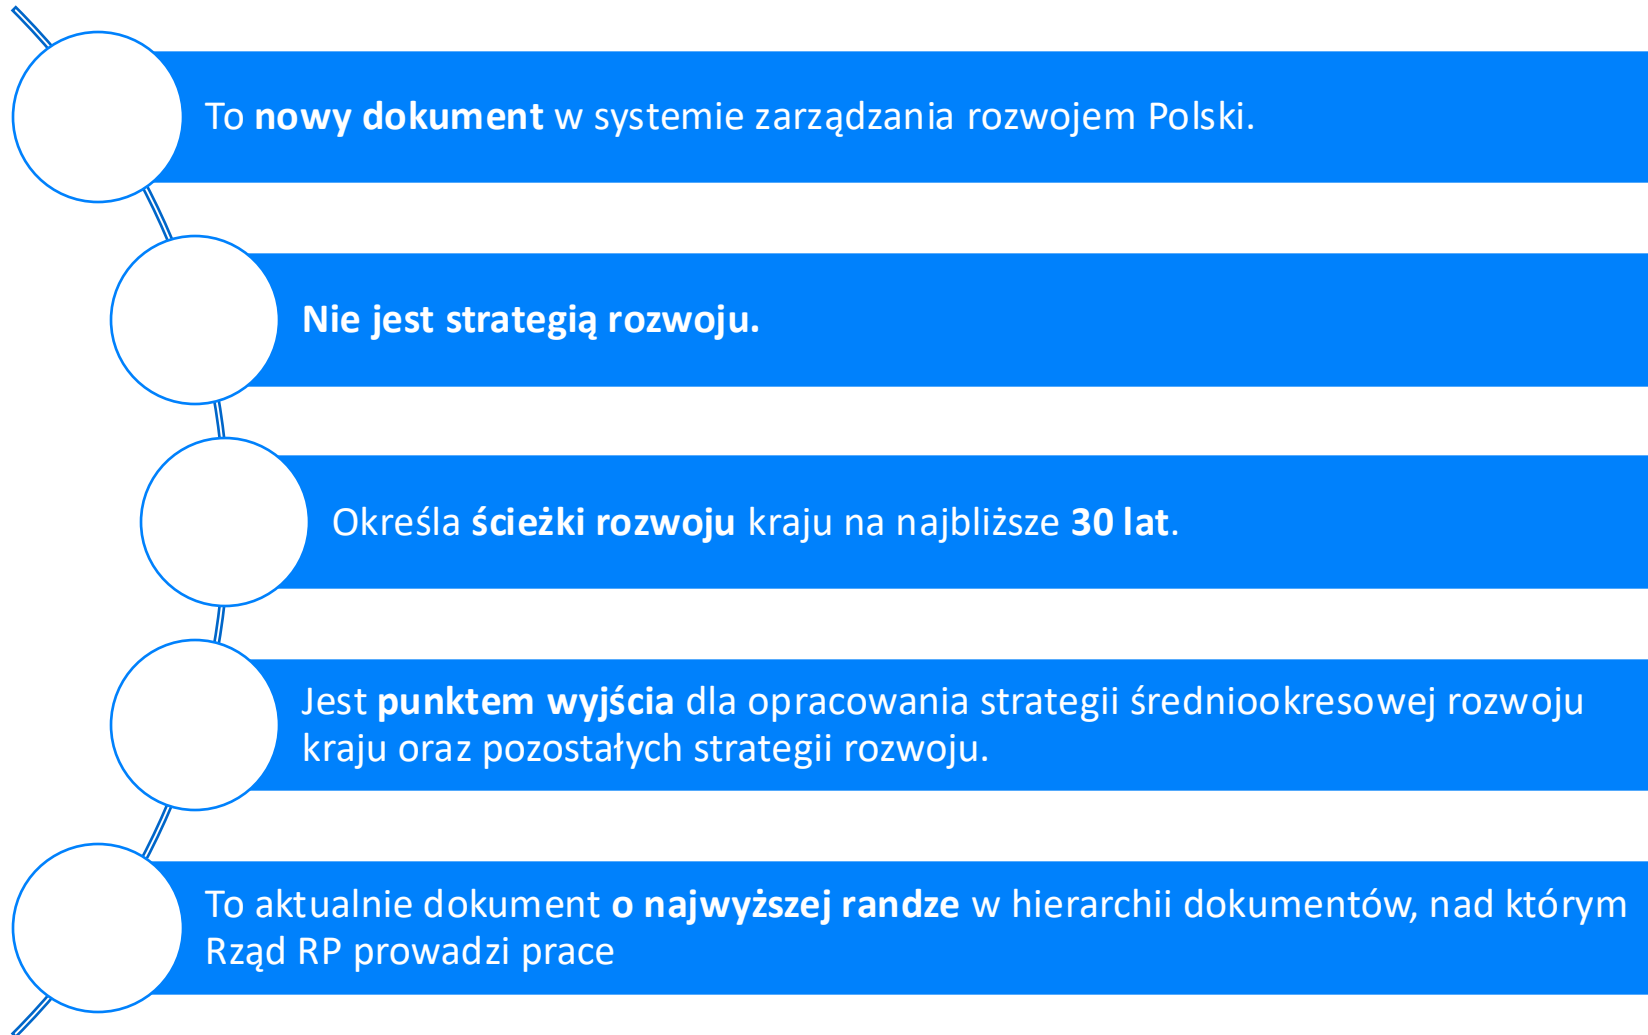 To nowy dokument w systemie zarządzania rozwojem Polski.
Nie jest strategią rozwoju.
Określa ścieżki rozwoju kraju na najbliższe 30 lat.
Jest punktem wyjścia dla opracowania strategii średniookresowej rozwoju
kraju oraz pozostałych strategii rozwoju.
To aktualnie dokument o najwyższej randze w hierarchii dokumentów, nad którym
Rząd RP prowadzi prace